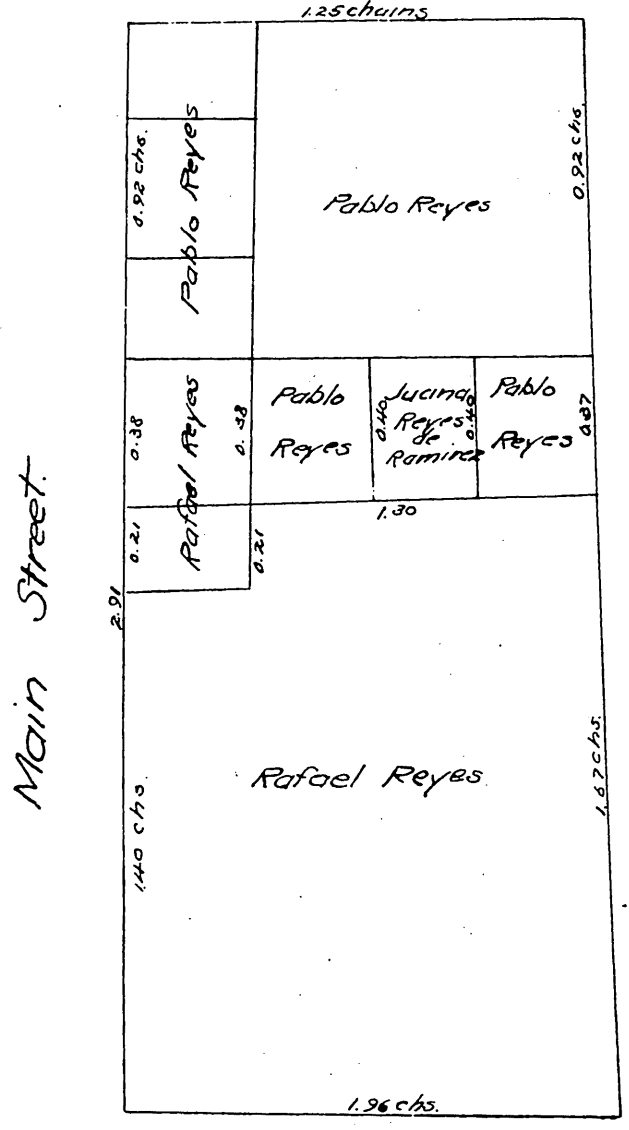 1.25 chains
0.92 chs.
Pablo Reyes
Pablo Reyes
0.92 chs.
0.38
Rafael Reyes
0.38
Pablo
Reyes
0.40
Jucina
Reyes
de
Ramirez
0.40
Pablo
Reyes
0.37
1.30
0.21
0.21
2.91
Main Street.
Rafael Reyes
1.40 chs.
1.67 chs.
1.96 chs.